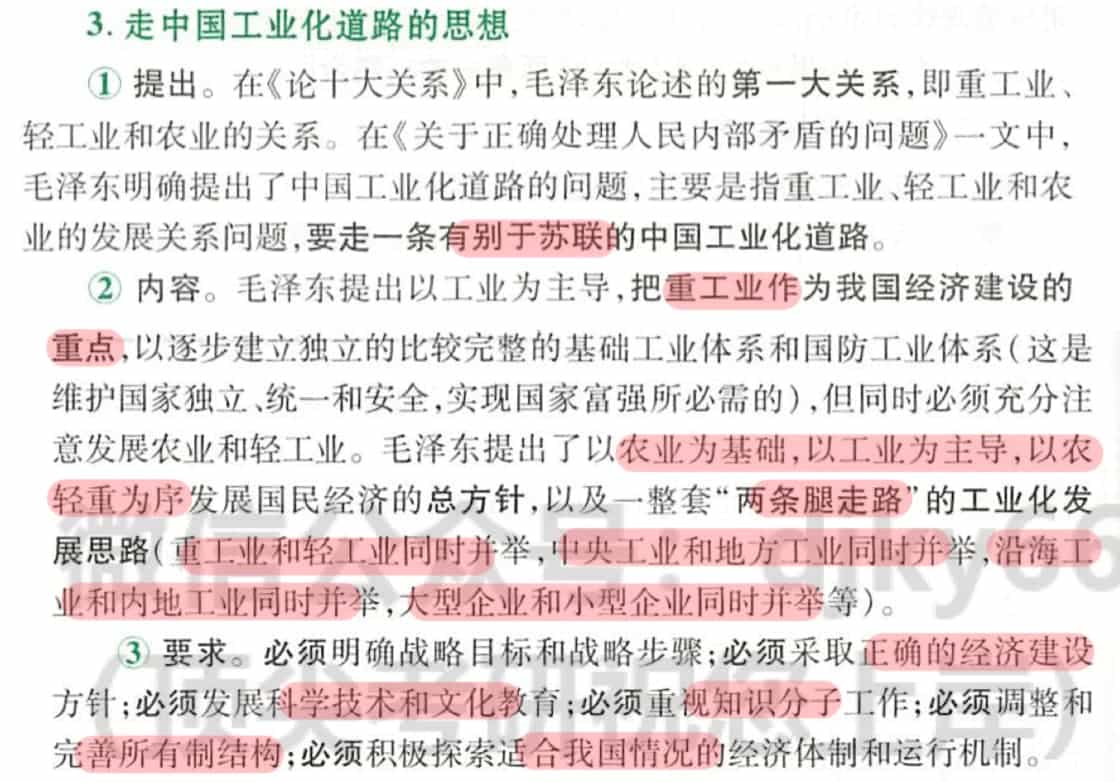 3. 走中国工业化道路的思想
① 提出。在《论十大关系》中,毛泽东论述的第一大关系,即重工业、
轻工业和农业的关系。在《关于正确处理人民内部矛盾的问题》一文中,
毛泽东明确提出了中国工业化道路的问题,主要是指重工业、轻工业和农
业的发展关系问题,要走一条有别于苏联的中国工业化道路。
② 内容。毛泽东提出以工业为主导,把重工业作为我国经济建设的
重点,以逐步建立独立的比较完整的基础工业体系和国防工业体系(这是
维护国家独立、统一和安全,实现国家富强所必需的),但同时必须充分注
意发展农业和轻工业。毛泽东提出了以农业为基础,以工业为主导,以农
轻重为序发展国民经济的总方针,以及一整套“两条腿走路”的工业化发
展思路(重工业和轻工业同时并举,中央工业和地方工业同时并举,沿海工
业和内地工业同时并举,大型企业和小型企业同时并举等)。
③ 要求。必须明确战略目标和战略步骤;必须采取正确的经济建设
方针;必须发展科学技术和文化教育;必须重视知识分子工作;必须调整和
完善所有制结构;必须积极探索适合我国情况的经济体制和运行机制。